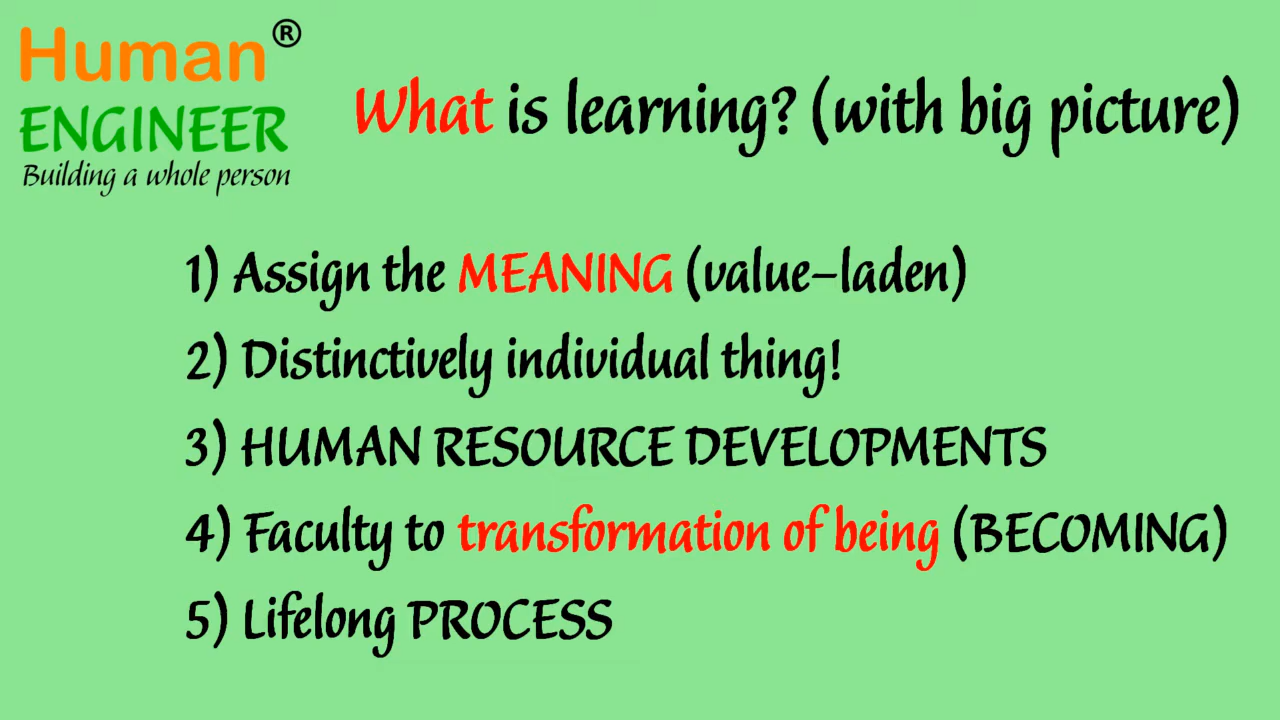 Human®
ENGINEER
Building a whole person
What is learning? (with big picture)
1) Assign the MEANING (value-laden)
2) Distinctively individual thing!
3) HUMAN RESOURCE DEVELOPMENTS
4) Faculty to transformation of being (BECOMING)
5) Lifelong PROCESS